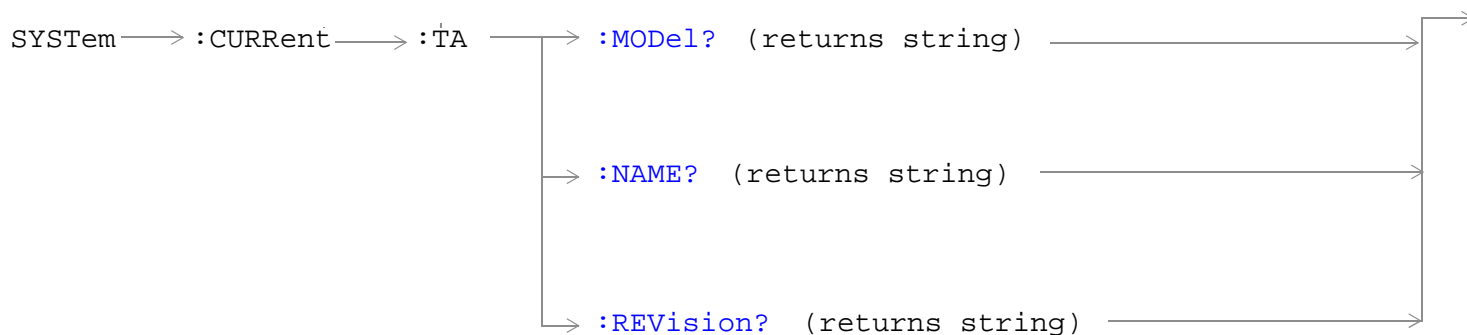 SYSTem :CURRent :TA :MODel? (returns string)
:NAME? (returns string)
:REVision? (returns string)